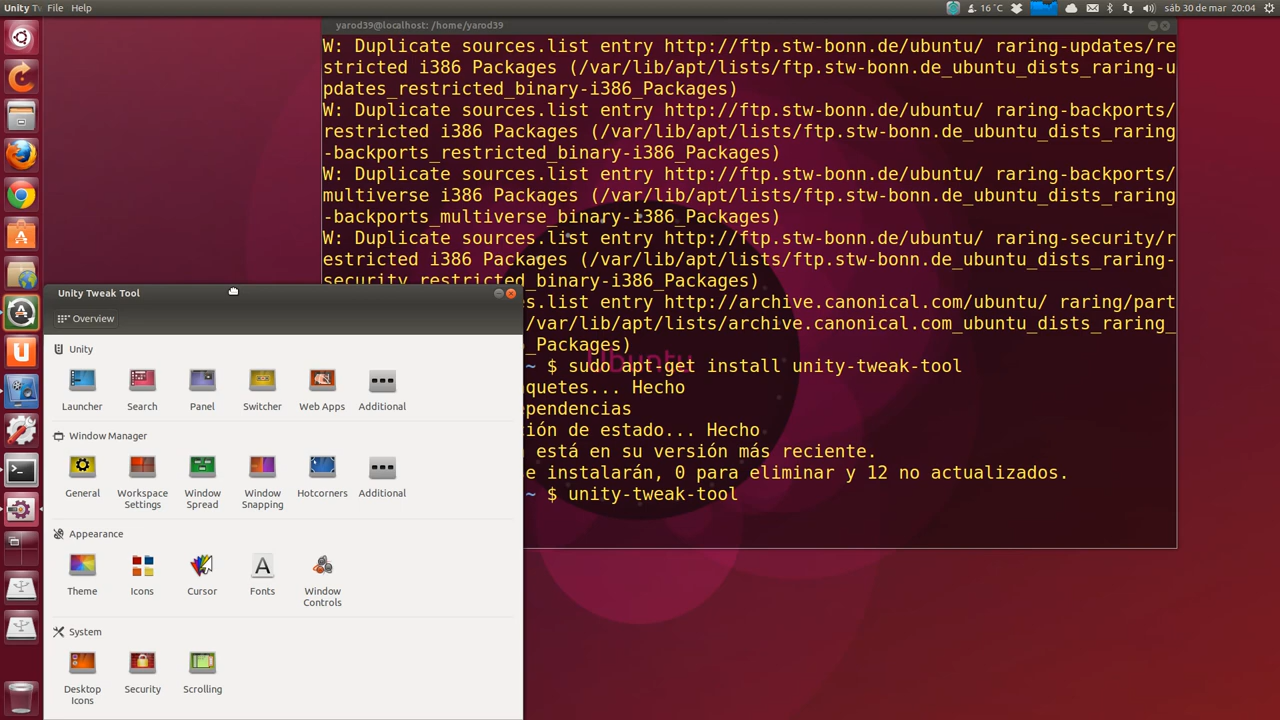 Unity T
File
Help
16 °C
sáb 30 de mar
20:04
yarod39@localhost: /home/yarod39
W: Duplicate sources.list entry http://ftp.stw-bonn.de/ubuntu/ raring-updates/re
stricted i386 Packages (/var/lib/apt/lists/ftp.stw-bonn.de_ubuntu_dists_raring-u
pdates_restricted_binary-i386_Packages)
W: Duplicate sources.list entry http://ftp.stw-bonn.de/ubuntu/ raring-backports/
restricted i386 Packages (/var/lib/apt/lists/ftp.stw-bonn.de_ubuntu_dists_raring
-backports_restricted_binary-i386_Packages)
W: Duplicate sources.list entry http://ftp.stw-bonn.de/ubuntu/ raring-backports/
multiverse i386 Packages (/var/lib/apt/lists/ftp.stw-bonn.de_ubuntu_dists_raring
-backports_multiverse_binary-i386_Packages)
W: Duplicate sources.list entry http://ftp.stw-bonn.de/ubuntu/ raring-security/r
estricted i386 Packages (/var/lib/apt/lists/ftp.stw-bonn.de_ubuntu_dists_raring-
security_restricted_binary-i386_Packages)
es.list entry http://archive.canonical.com/ubuntu/ raring/part
/var/lib/apt/lists/archive.canonical.com_ubuntu_dists_raring_
_Packages)
~ $ sudo apt-get install unity-tweak-tool
quetes... Hecho
ependencias
ión de estado... Hecho
está en su versión más reciente.
e instalarán, 0 para eliminar y 12 no actualizados.
~ $ unity-tweak-tool
Ubuntu
Unity Tweak Tool
Overview
Unity
Launcher
Search
Panel
Switcher
Web Apps
Additional
Window Manager
General
Workspace
Settings
Window
Spread
Window
Snapping
Hotcorners
Additional
Appearance
Theme
Icons
Cursor
Fonts
Window
Controls
System
Desktop
Icons
Security
Scrolling